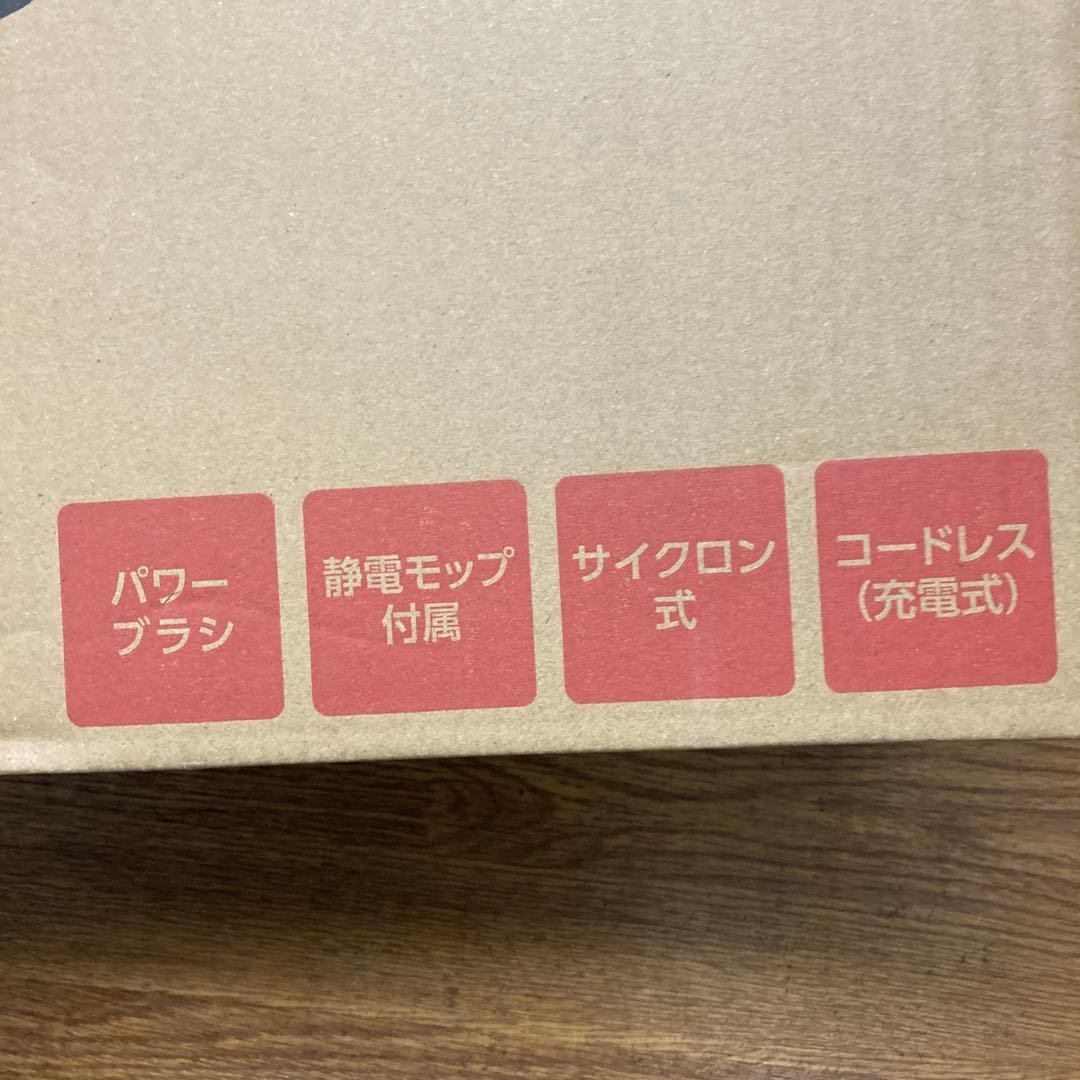 パワー
ブラシ
静電モップ
付属
サイクロン
式
コードレス
(充電式)